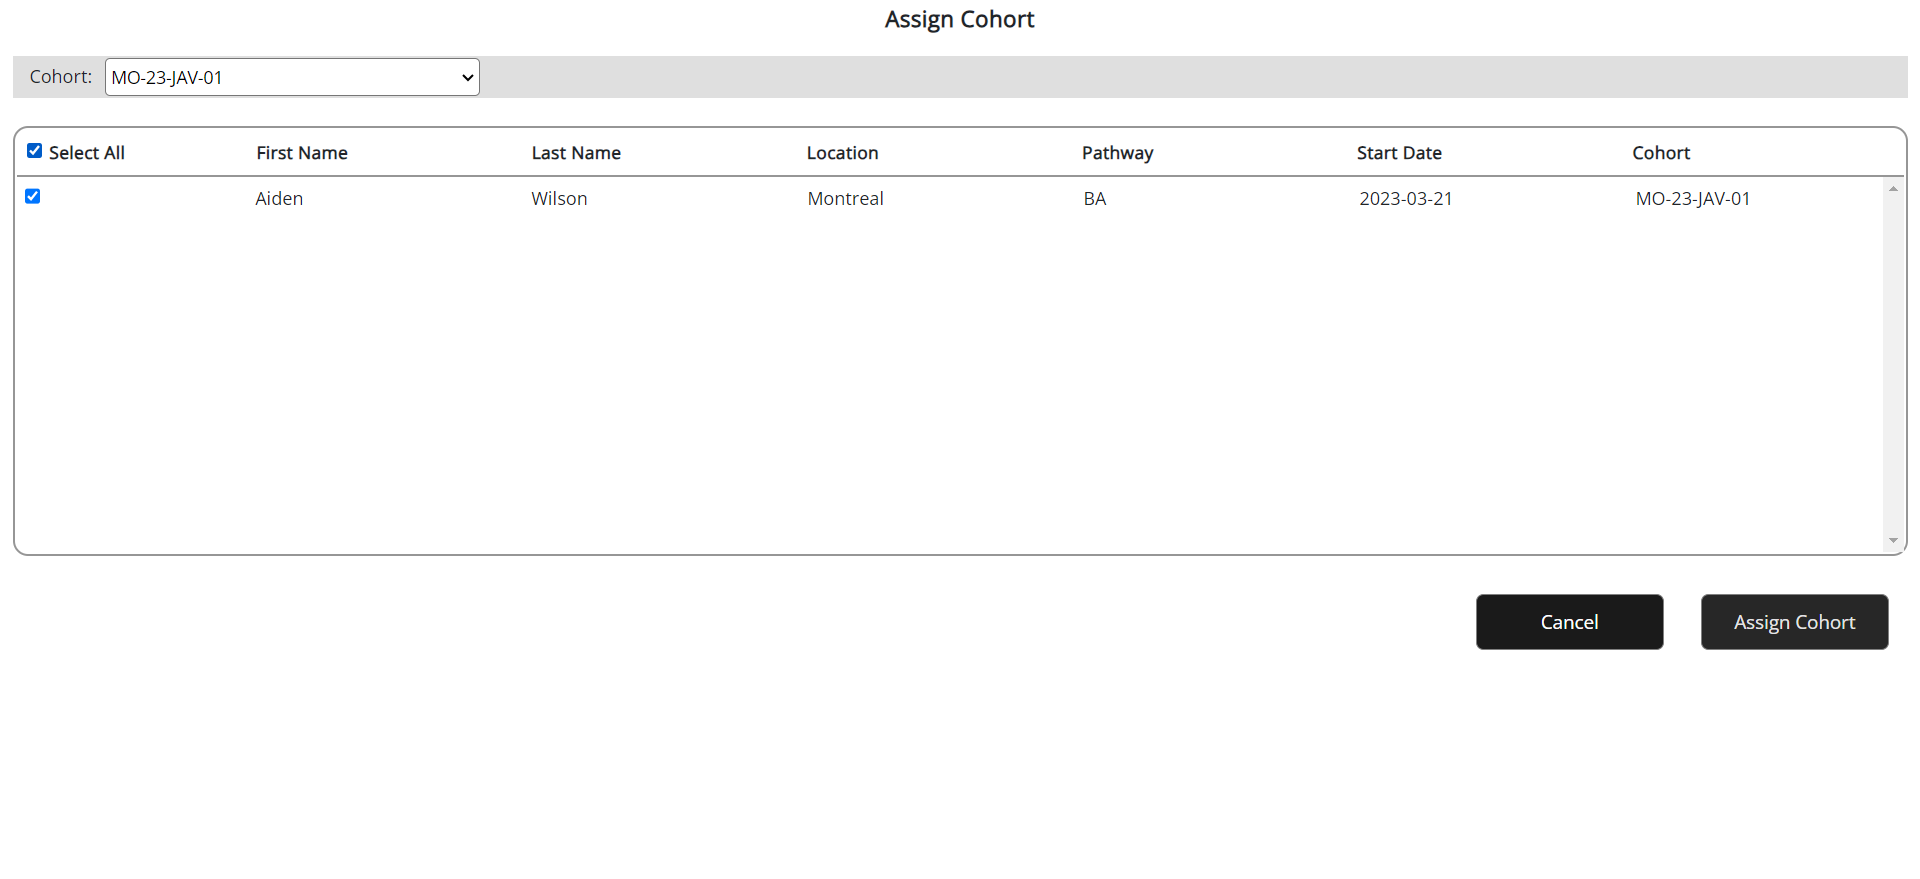 Assign Cohort
Cohort: MO-23-JAV-01
Select All First Name Last Name Location Pathway Start Date Cohort
Aiden Wilson Montreal BA 2023-03-21 MO-23-JAV-01
Cancel Assign Cohort